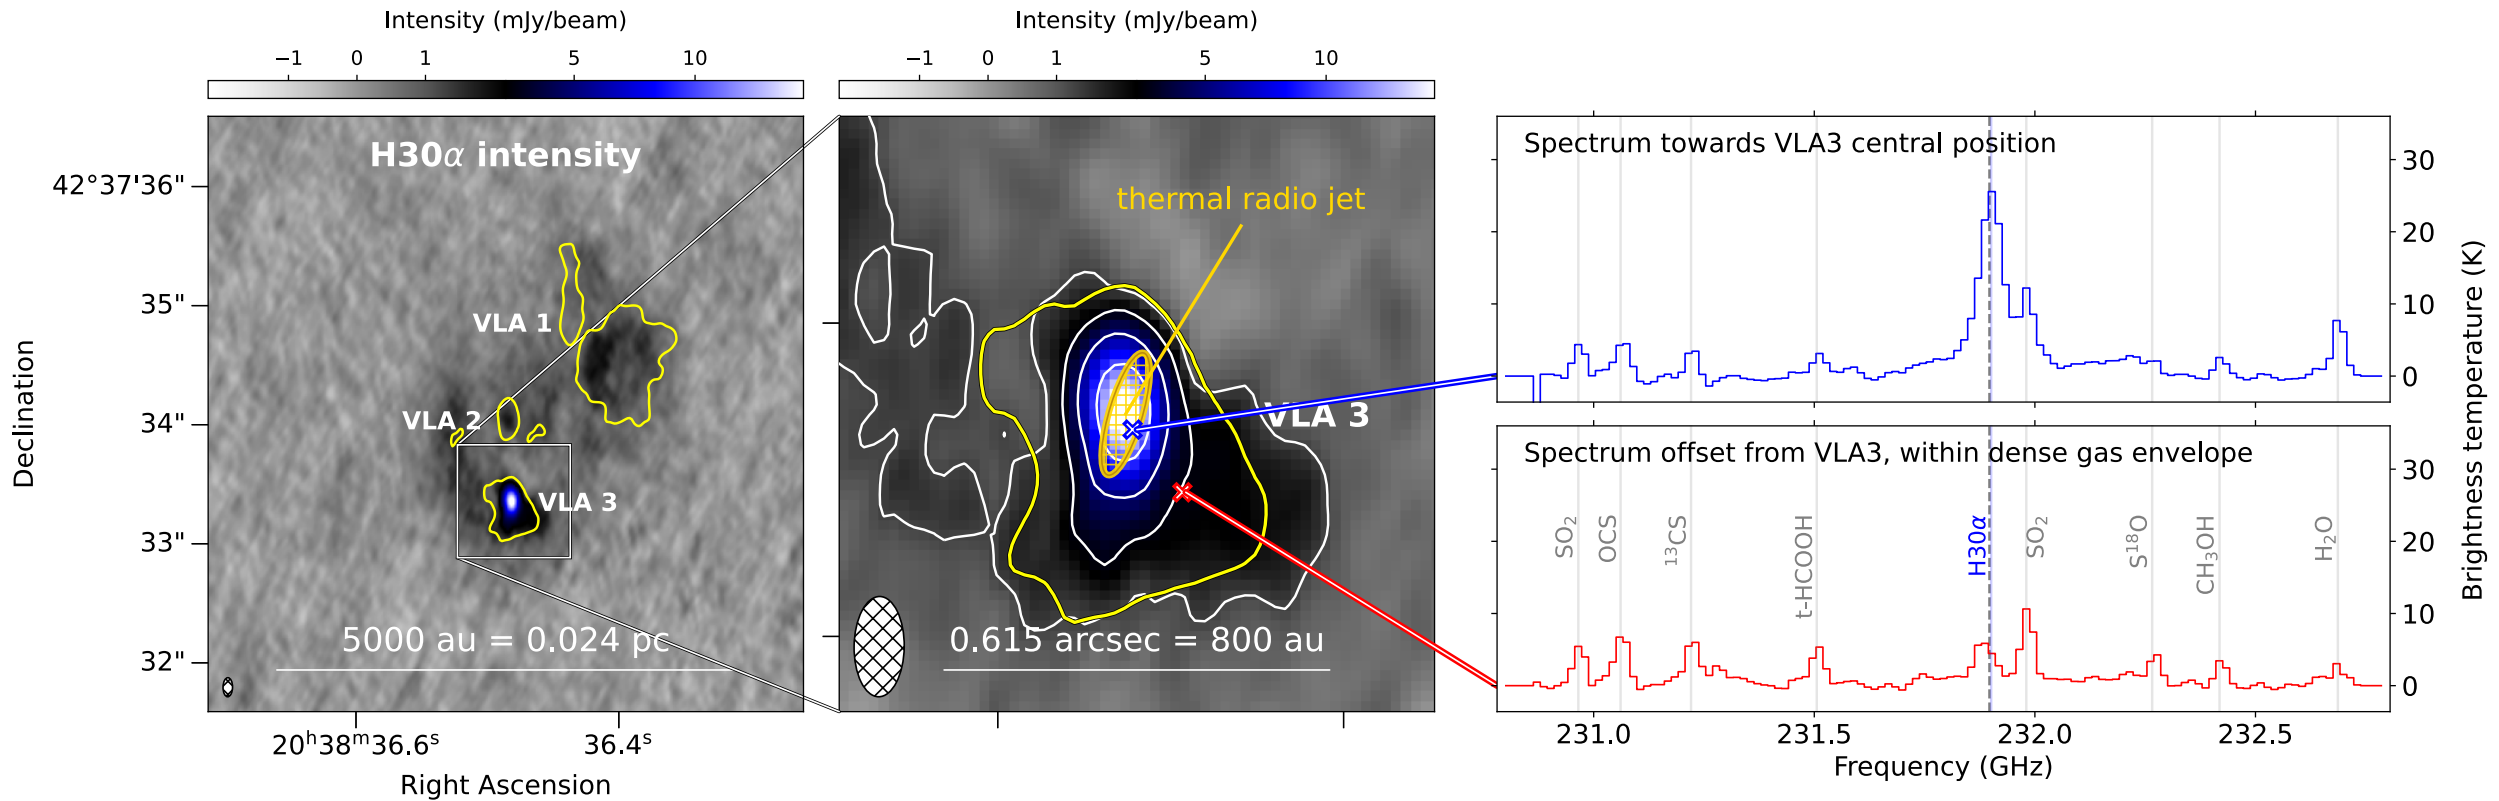 Intensity (mJy/beam)
−1 0 1 5 10
H30α intensity
VLA 1
VLA 2
VLA 3
5000 au = 0.024 pc
42°37'36"
35"
34"
33"
32"
Declination
20ʰ38ᵐ36.6ˢ
36.4ˢ
Right Ascension
Intensity (mJy/beam)
−1 0 1 5 10
thermal radio jet
VLA 3
0.615 arcsec = 800 au
Spectrum towards VLA3 central position
30
20
10
0
Spectrum offset from VLA3, within dense gas envelope
SO₂
OCS
¹³CS
t-HCOOH
H30α
SO₂
S¹⁸O
CH₃OH
H₂O
30
20
10
0
Brightness temperature (K)
231.0 231.5 232.0 232.5
Frequency (GHz)